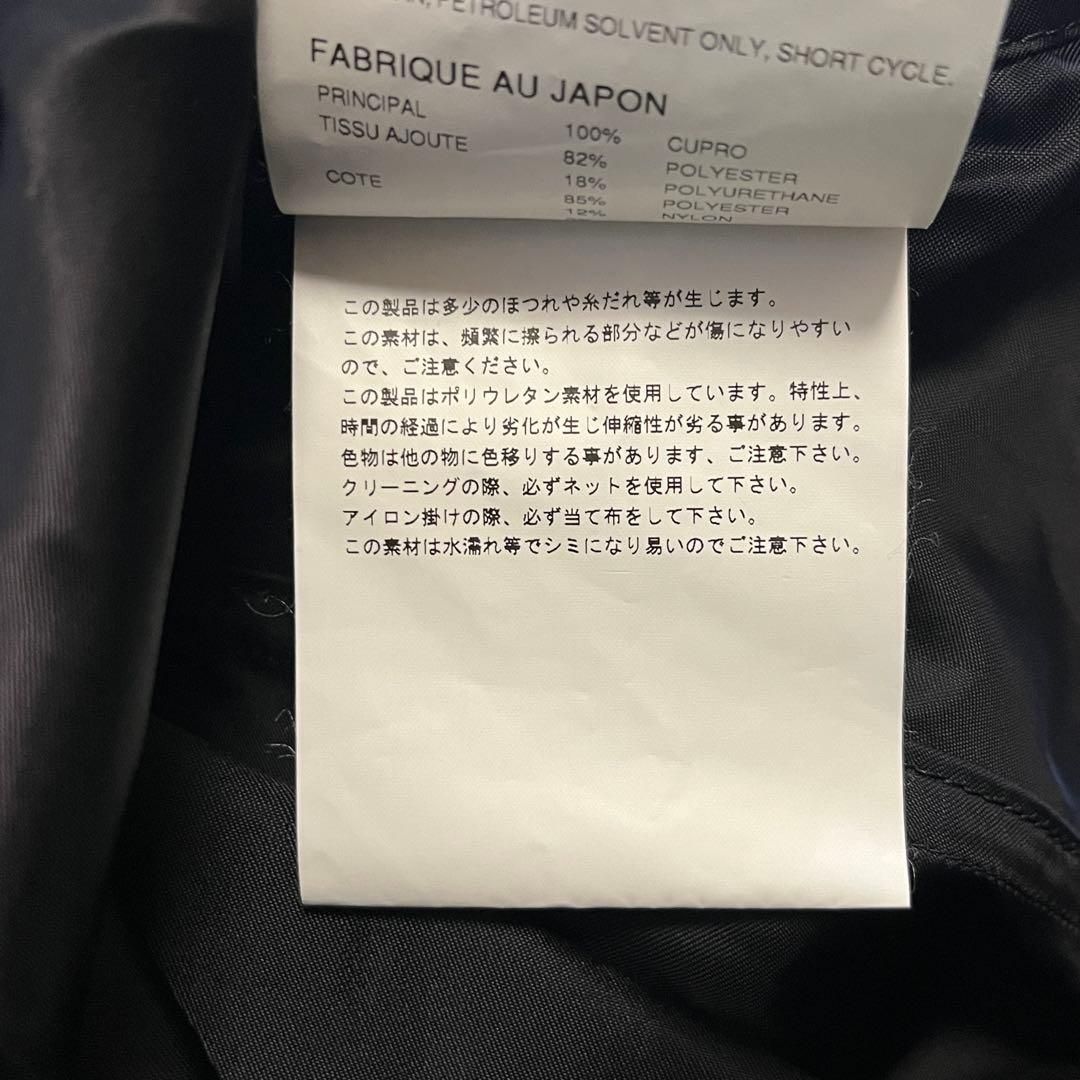 PETROLEUM SOLVENT ONLY, SHORT CYCLE.
FABRIQUE AU JAPON
PRINCIPAL 100% CUPRO
TISSU AJOUTE 82% POLYESTER
18% POLYURETHANE
COTE 85% POLYESTER
12% NYLON
この製品は多少のほつれや糸だれ等が生じます。
この素材は、頻繁に擦られる部分などが傷になりやすい
ので、ご注意ください。
この製品はポリウレタン素材を使用しています。特性上、
時間の経過により劣化が生じ伸縮性が劣る事があります。
色物は他の物に色移りする事があります、ご注意下さい。
クリーニングの際、必ずネットを使用して下さい。
アイロン掛けの際、必ず当て布をして下さい。
この素材は水濡れ等でシミになり易いのでご注意下さい。